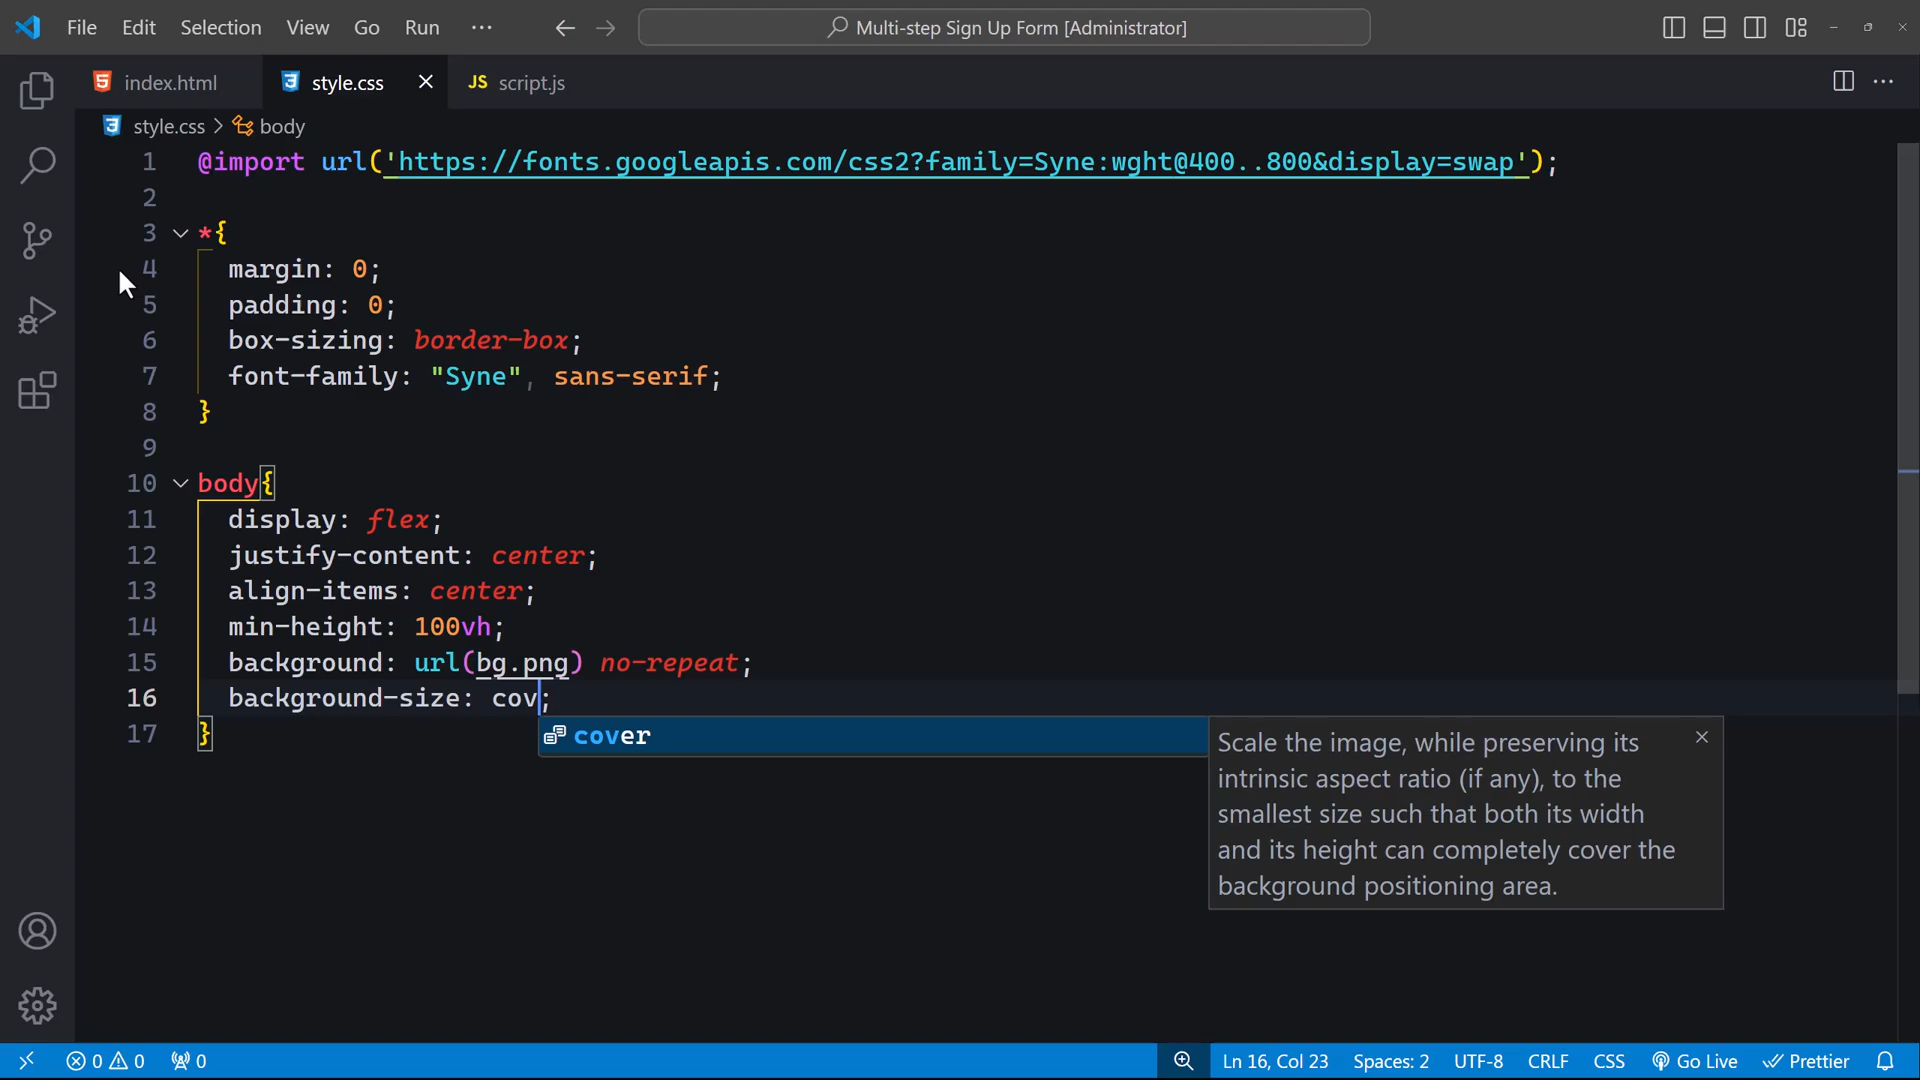 File Edit Selection View Go Run ··· Multi-step Sign Up Form [Administrator]
index.html style.css JS script.js
style.css > body
1 @import url('https://fonts.googleapis.com/css2?family=Syne:wght@400..800&display=swap');
2
3 *{
4 margin: 0;
5 padding: 0;
6 box-sizing: border-box;
7 font-family: "Syne", sans-serif;
8 }
9
10 body{
11 display: flex;
12 justify-content: center;
13 align-items: center;
14 min-height: 100vh;
15 background: url(bg.png) no-repeat;
16 background-size: cov;
17 }
cover
Scale the image, while preserving its
intrinsic aspect ratio (if any), to the
smallest size such that both its width
and its height can completely cover the
background positioning area.
0 0 0 Ln 16, Col 23 Spaces: 2 UTF-8 CRLF CSS Go Live Prettier